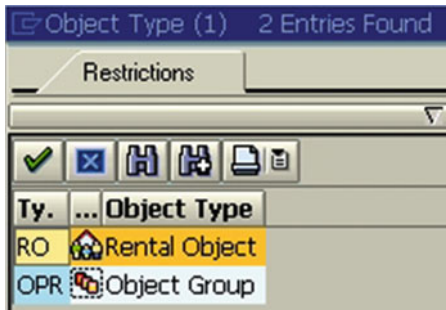 Object Type (1) 2 Entries Found
Restrictions
Ty. ... Object Type
RO Rental Object
OPR Object Group